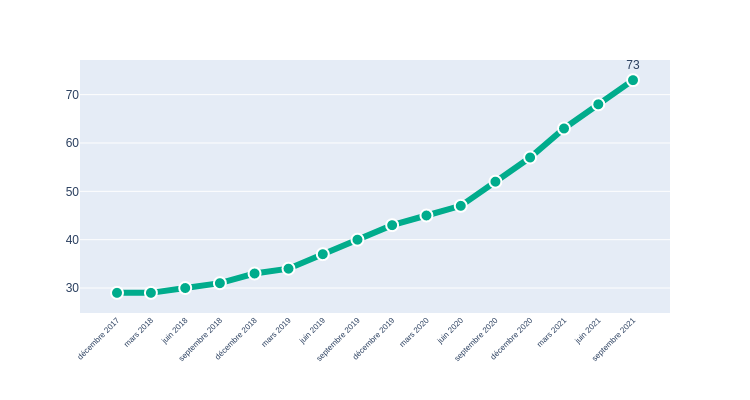 73
70
60
50
40
30
décembre 2017
mars 2018
juin 2018
septembre 2018
décembre 2018
mars 2019
juin 2019
septembre 2019
décembre 2019
mars 2020
juin 2020
septembre 2020
décembre 2020
mars 2021
juin 2021
septembre 2021